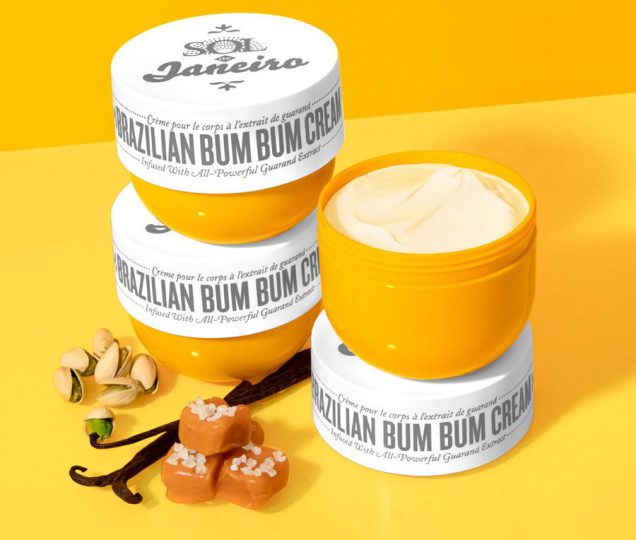 SOL
de
Janeiro
Crème pour le corps à l'extrait de guaraná
BRAZILIAN BUM BUM CREAM
Infused With All-Powerful Guaraná Extract
Crème pour le corps à l'extrait de guaraná
BRAZILIAN BUM BUM CRE
Infused With All-Powerful Guaraná Extract
Crème pour le corps à l'extrait de guaraná
BRAZILIAN BUM BUM CREAM
Infused With All-Powerful Guaraná Extract